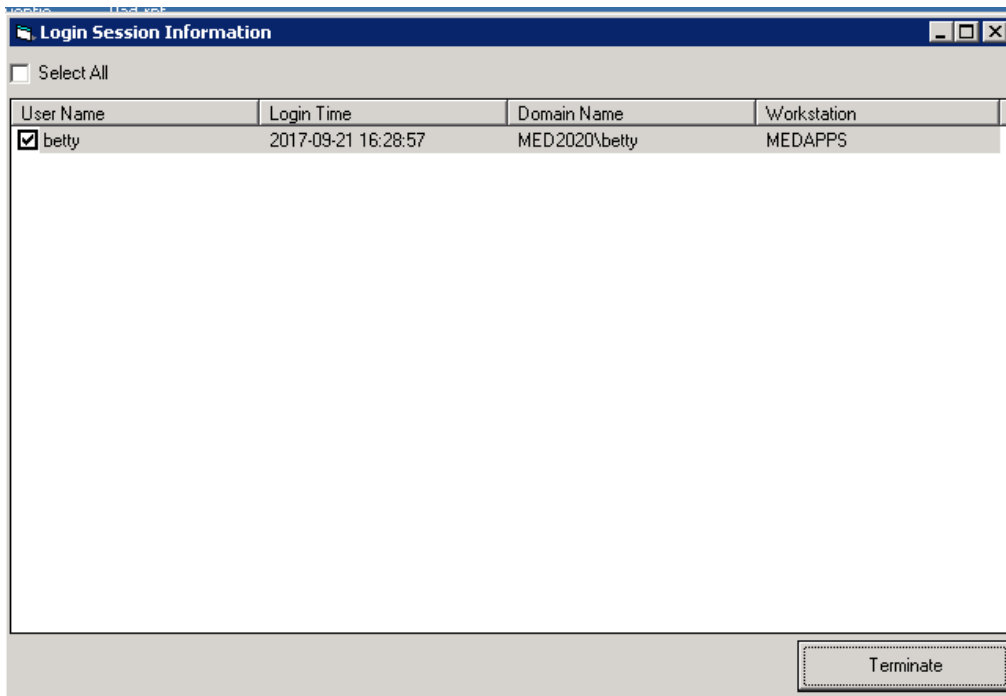 Login Session Information
Select All
User Name Login Time Domain Name Workstation
betty 2017-09-21 16:28:57 MED2020\betty MEDAPPS
Terminate